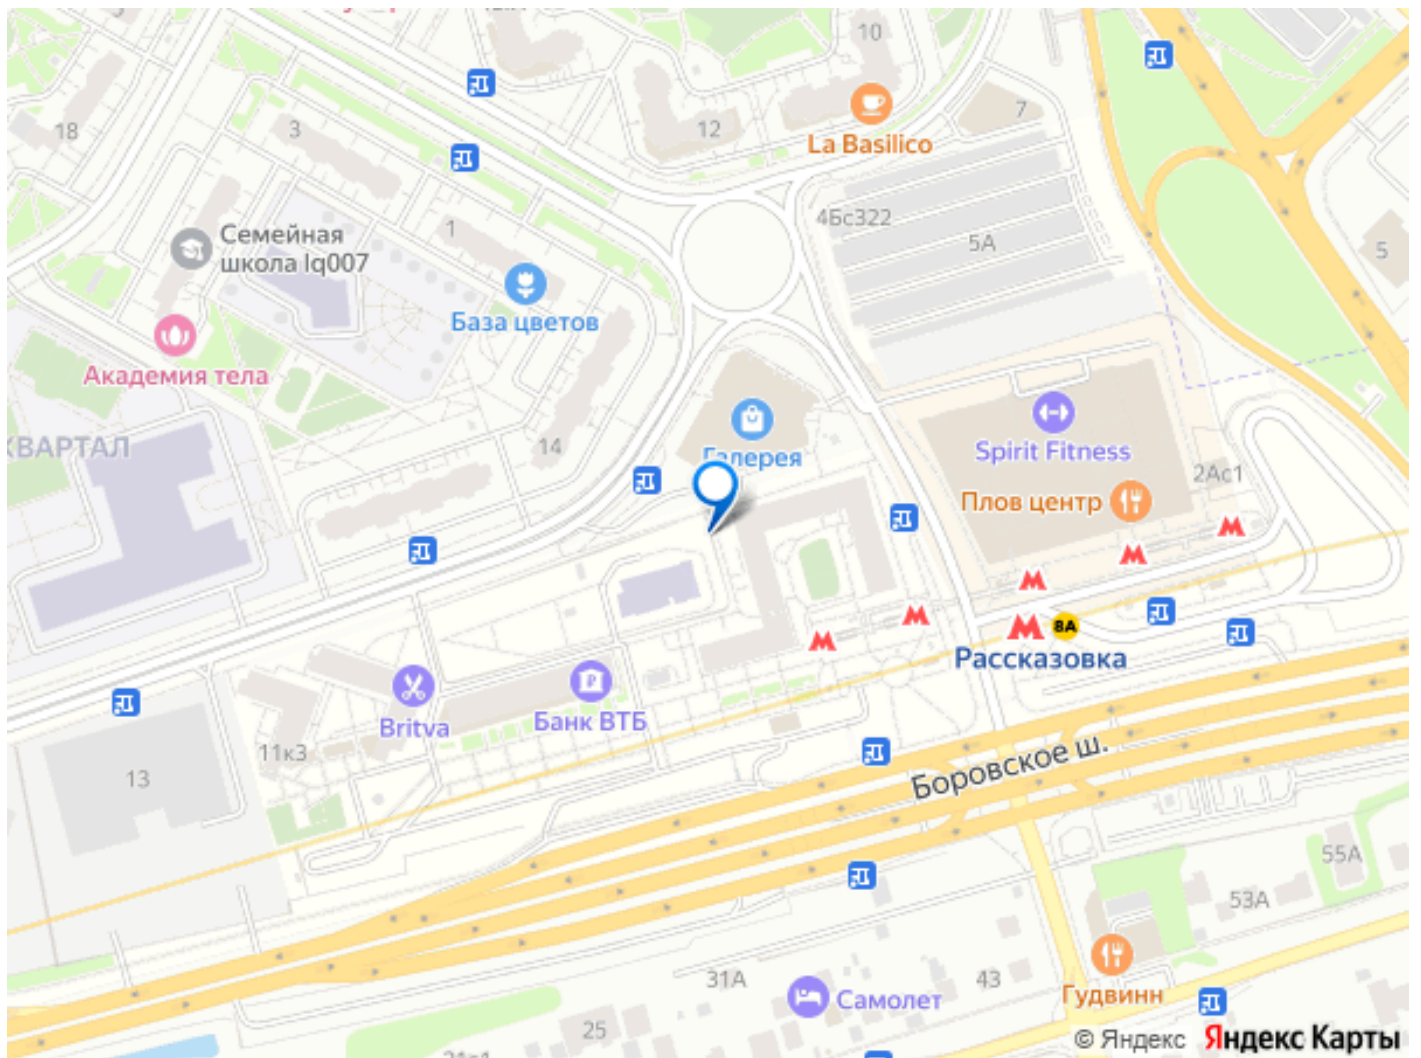 10
La Basilico
12
7
18
3
4Бс322
5А
5
1
Семейная
школа Iq007
База цветов
Академия тела
КВАРТАЛ
14
Галерея
Spirit Fitness
2Ас1
Плов центр
8А
Рассказовка
Britva
Банк ВТБ
11к3
13
Боровское ш.
55А
53А
31А
43
Самолет
Гудвинн
25
© Яндекс Яндекс Карты